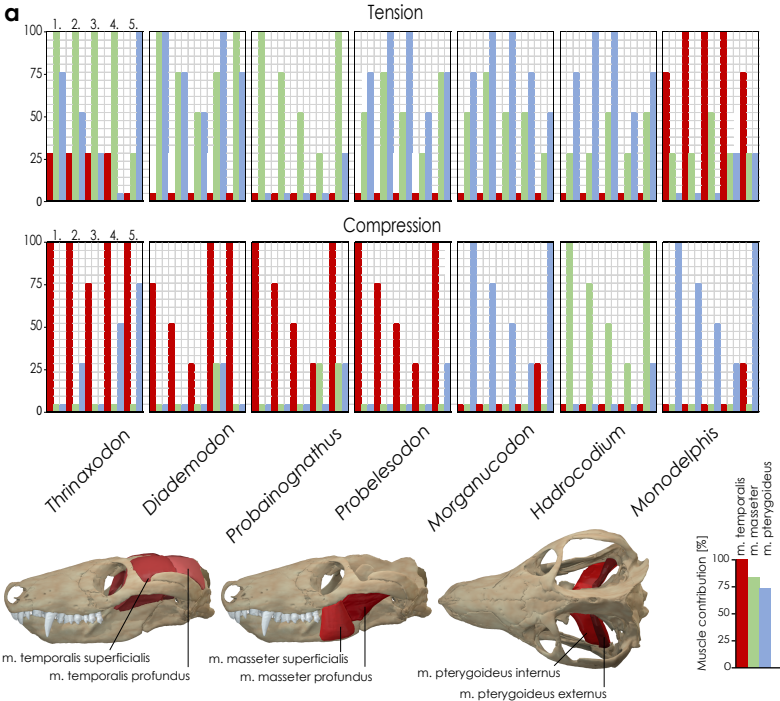 a
Tension
100
75
50
25
0
1. 2. 3. 4. 5.
Compression
100
75
50
25
0
1. 2. 3. 4. 5.
Thrinaxodon
Diademodon
Probainognathus
Probelesodon
Morganucodon
Hadrocodium
Monodelphis
m. temporalis superficialis
m. temporalis profundus
m. masseter superficialis
m. masseter profundus
m. pterygoideus internus
m. pterygoideus externus
Muscle contribution [%]
100
75
50
25
0
m. temporalis
m. masseter
m. pterygoideus